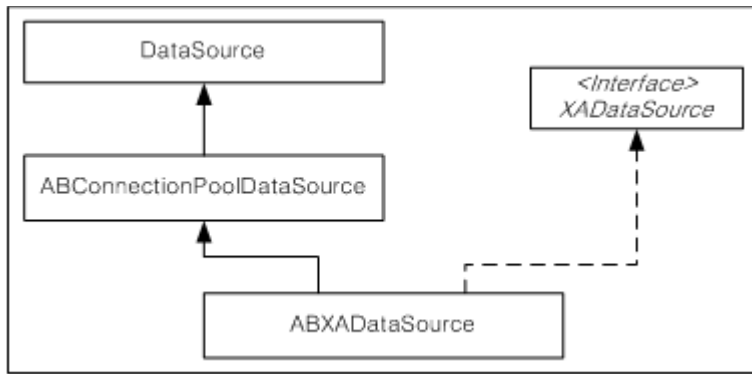 DataSource
<Interface>
XADataSource
ABConnectionPoolDataSource
ABXADataSource